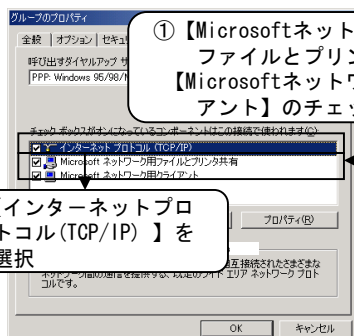 グループのプロパティ
全般 オプション セキュ
呼び出すダイヤルアップ サ
PPP: Windows 95/98/N
①【Microsoftネット
ファイルとプリン
【Microsoftネットワ
アント】のチェッ
チェック ボックスがオンになっているコンポーネントはこの接続で使われます(C):
インターネット プロトコル (TCP/IP)
Microsoft ネットワーク用ファイルとプリンタ共有
Microsoft ネットワーク用クライアント
インターネットプロ
トコル(TCP/IP) 】を
選択
プロパティ(R)
互接続されたさまざまな
ネットワーク間の通信を提供する、既定のワイド エリア ネットワーク プロト
コルです。
OK キャンセル